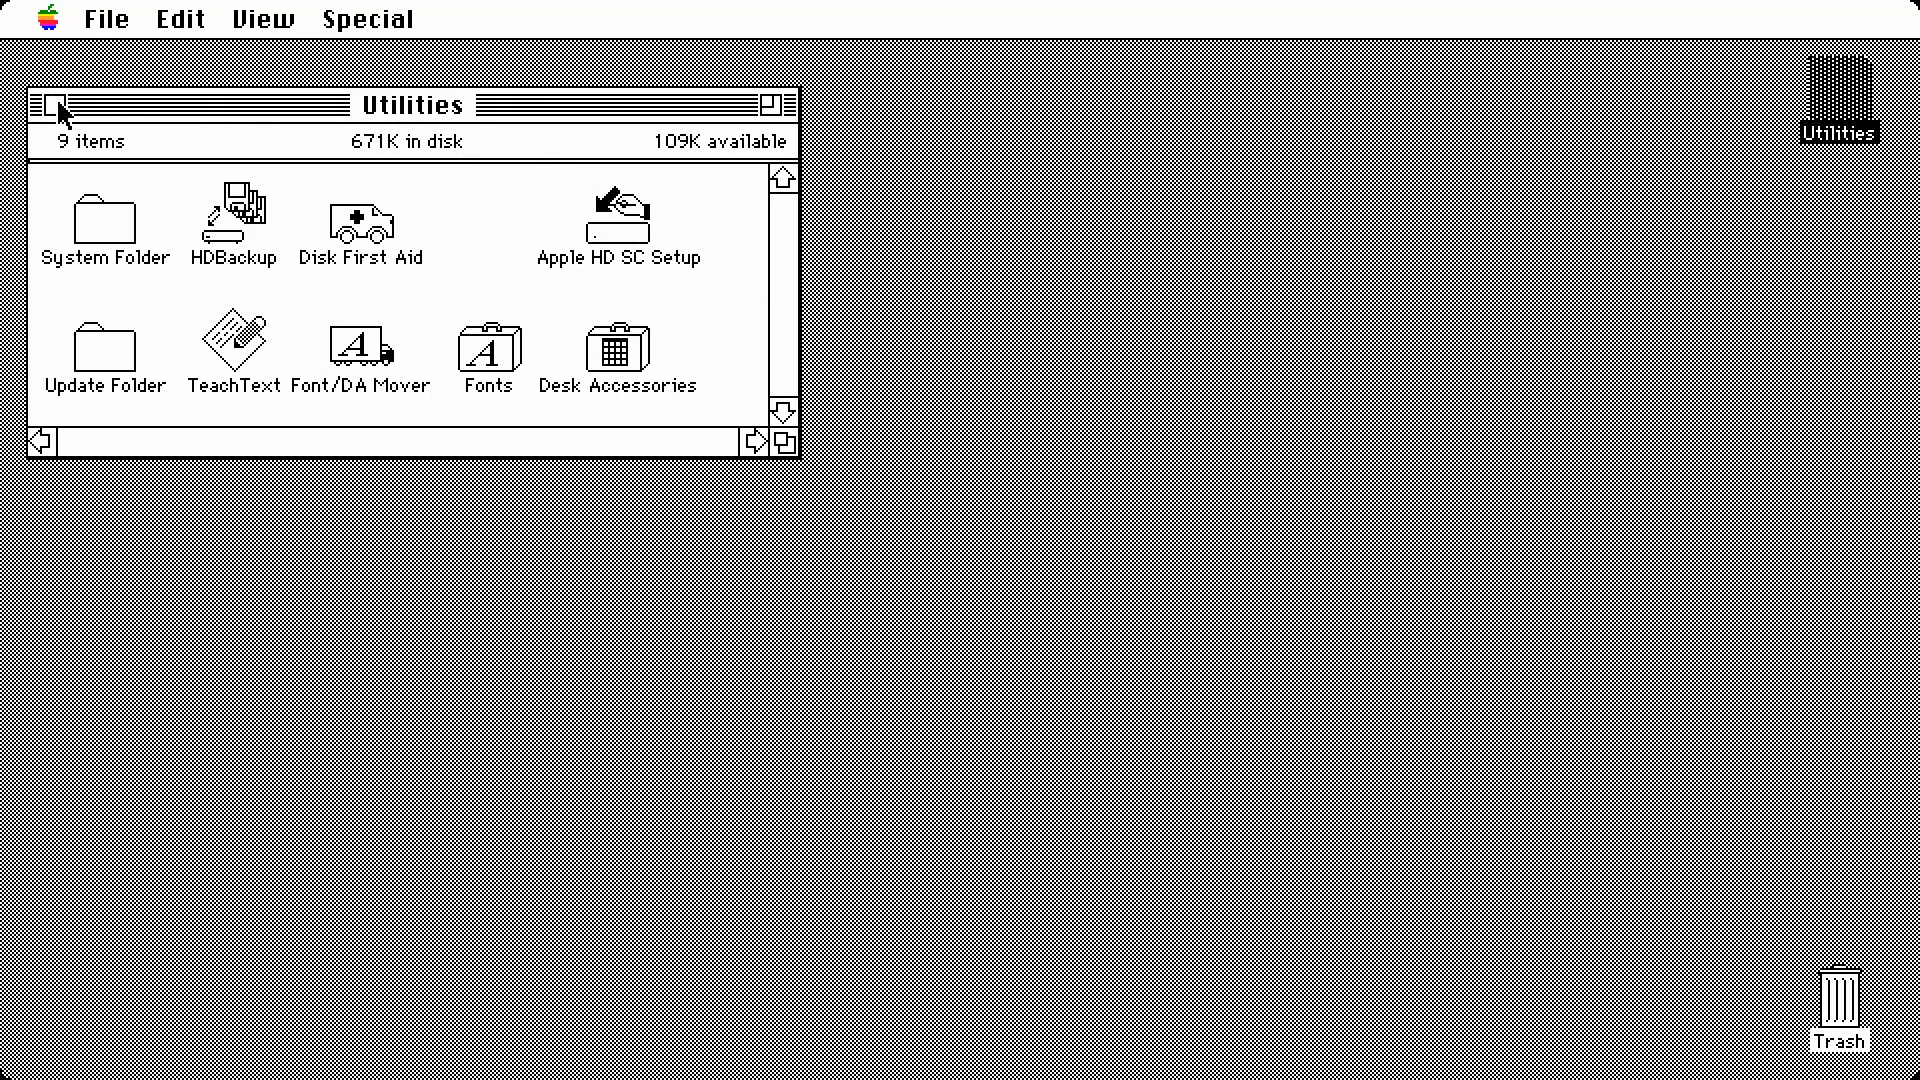 File Edit View Special
Utilities
9 items 671K in disk 109K available
System Folder HDBackup Disk First Aid Apple HD SC Setup
Update Folder TeachText Font/DA Mover Fonts Desk Accessories
Utilities
Trash